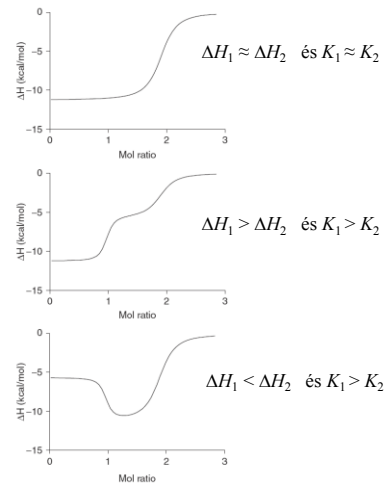 0
−5
−10
−15
ΔH (kcal/mol)
0
1
2
3
Mol ratio
ΔH₁ ≈ ΔH₂ és K₁ ≈ K₂
0
−5
−10
−15
ΔH (kcal/mol)
0
1
2
3
Mol ratio
ΔH₁ > ΔH₂ és K₁ > K₂
0
−5
−10
−15
ΔH (kcal/mol)
0
1
2
3
Mol ratio
ΔH₁ < ΔH₂ és K₁ > K₂